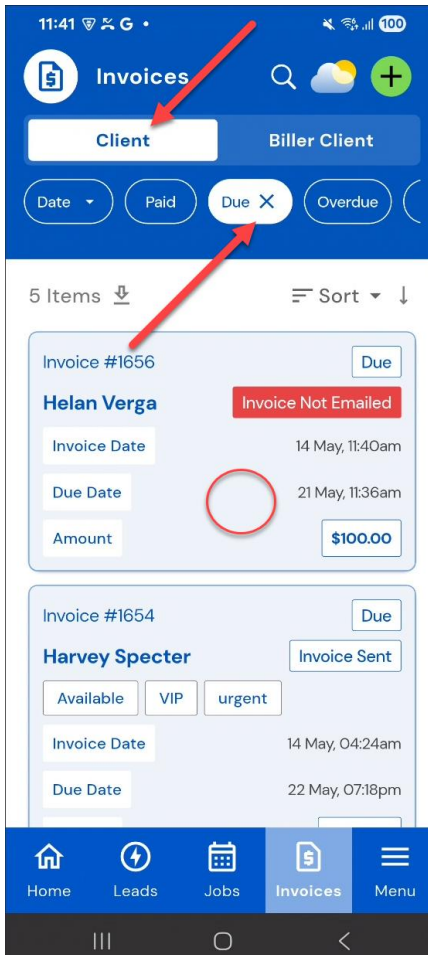 11:41 G 100
Invoices
Client Biller Client
Date Paid Due Overdue
5 Items Sort
Invoice #1656 Due
Helan Verga Invoice Not Emailed
Invoice Date 14 May, 11:40am
Due Date 21 May, 11:36am
Amount $100.00
Invoice #1654 Due
Harvey Specter Invoice Sent
Available VIP urgent
Invoice Date 14 May, 04:24am
Due Date 22 May, 07:18pm
Home Leads Jobs Invoices Menu